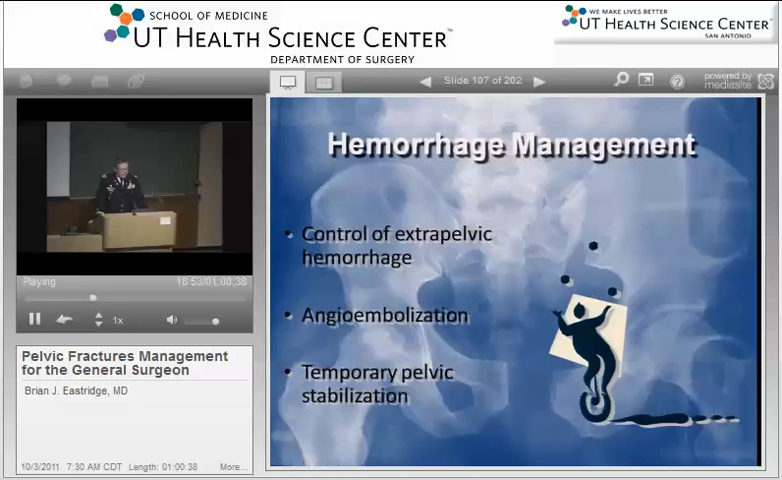 SCHOOL OF MEDICINE
UT HEALTH SCIENCE CENTER™
DEPARTMENT OF SURGERY
WE MAKE LIVES BETTER
UT HEALTH SCIENCE CENTER™
SAN ANTONIO
Slide 107 of 202
powered by
mediasite
Hemorrhage Management
• Control of extrapelvic
hemorrhage
• Angioembolization
• Temporary pelvic
stabilization
Playing
18:53/01:00:38
1x
Pelvic Fractures Management
for the General Surgeon
Brian J. Eastridge, MD
10/3/2011 7:30 AM CDT Length: 01:00:38 More...